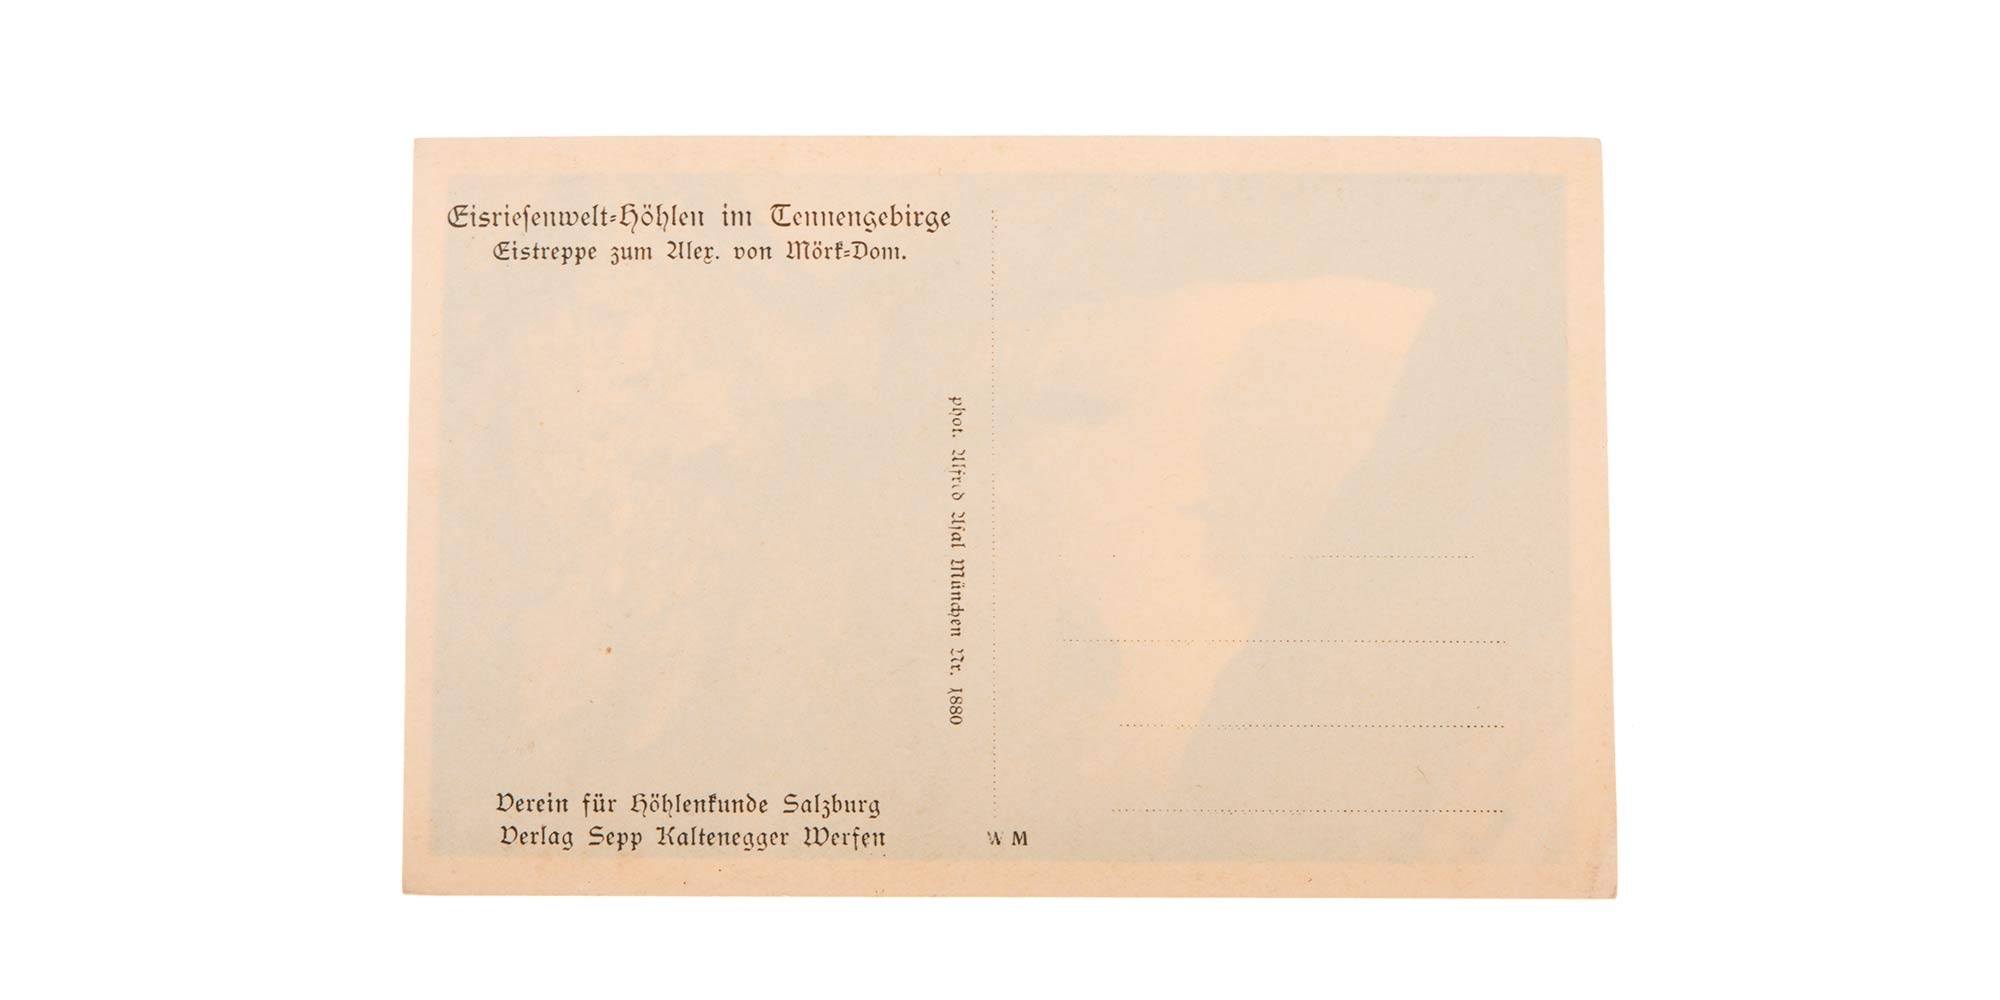 Eisriesenwelt-Höhlen im Tennengebirge
Eistreppe zum Alex. von Mörk-Dom.
phot. Alfred Asal München Nr. 1880
Verein für Höhlenkunde Salzburg
Verlag Sepp Kaltenegger Werfen
W M